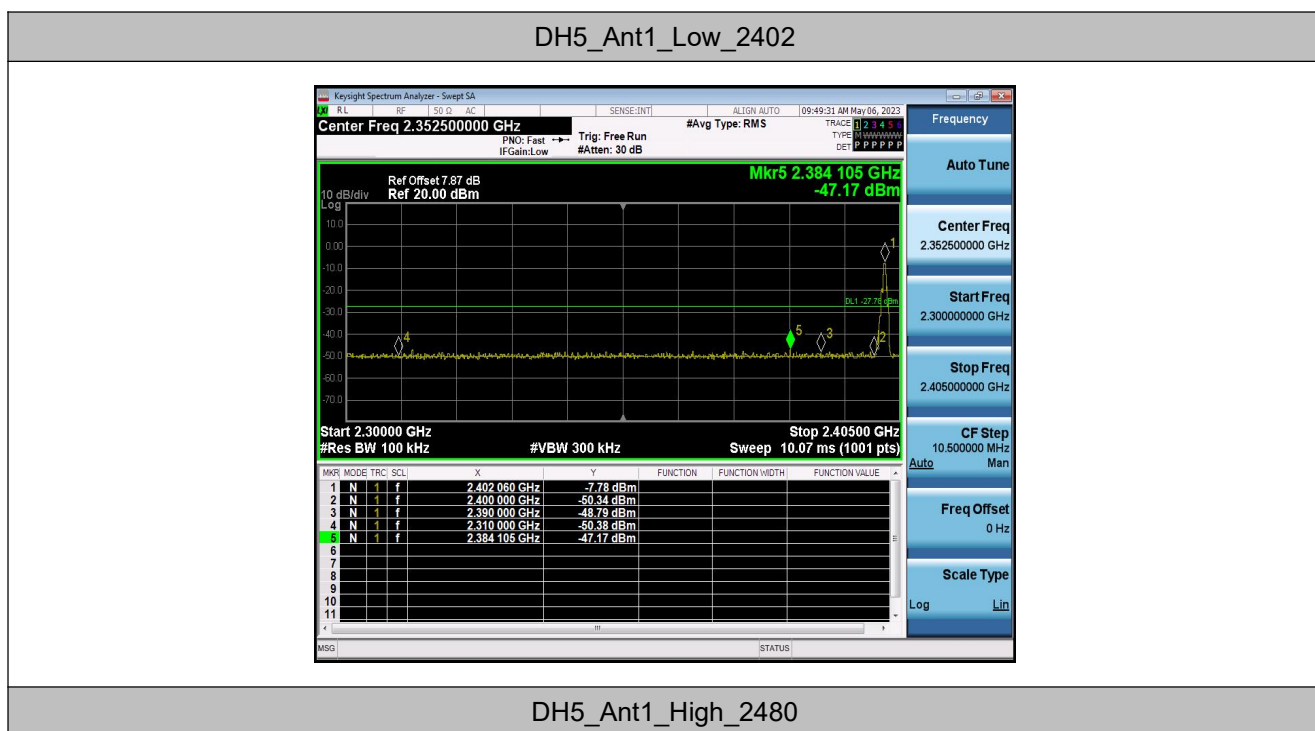 DH5_Ant1_Low_2402
Keysight Spectrum Analyzer - Swept SA
RL RF 50 Ω AC SENSE:INT ALIGN AUTO 09:49:31 AM May 06, 2023
Center Freq 2.352500000 GHz #Avg Type: RMS TRACE 1 2 3 4 5 6
PNO: Fast Trig: Free Run TYPE M WWWWW
IFGain:Low #Atten: 30 dB DET P P P P P P
Frequency
Auto Tune
Center Freq
2.352500000 GHz
Start Freq
2.300000000 GHz
Stop Freq
2.405000000 GHz
CF Step
10.500000 MHz
Auto Man
Freq Offset
0 Hz
Scale Type
Log Lin
Mkr5 2.384 105 GHz
-47.17 dBm
Ref Offset 7.87 dB
10 dB/div Ref 20.00 dBm
Log
10.0
0.00
-10.0
-20.0
-30.0
-40.0
-50.0
-60.0
-70.0
1
DL1 -27.78 dBm
4 5 3 2
Start 2.30000 GHz Stop 2.40500 GHz
#Res BW 100 kHz #VBW 300 kHz Sweep 10.07 ms (1001 pts)
MKR MODE TRC SCL X Y FUNCTION FUNCTION WIDTH FUNCTION VALUE
1 N 1 f 2.402 060 GHz -7.78 dBm
2 N 1 f 2.400 000 GHz -50.34 dBm
3 N 1 f 2.390 000 GHz -48.79 dBm
4 N 1 f 2.310 000 GHz -50.38 dBm
5 N 1 f 2.384 105 GHz -47.17 dBm
6
7
8
9
10
11
MSG STATUS
DH5_Ant1_High_2480